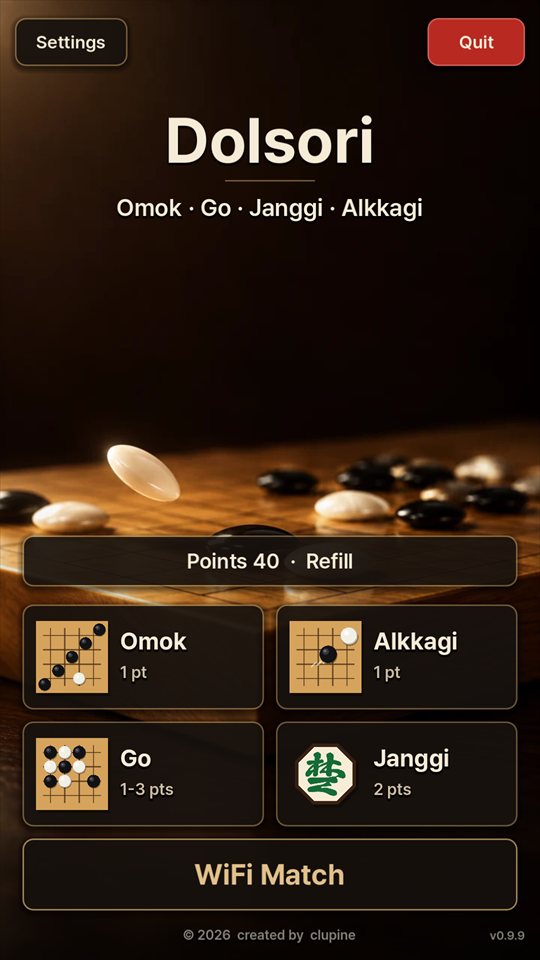 Settings
Quit
Dolsori
Omok · Go · Janggi · Alkkagi
Points 40 · Refill
Omok
1 pt
Alkkagi
1 pt
Go
1-3 pts
楚
Janggi
2 pts
WiFi Match
© 2026 created by clupine
v0.9.9